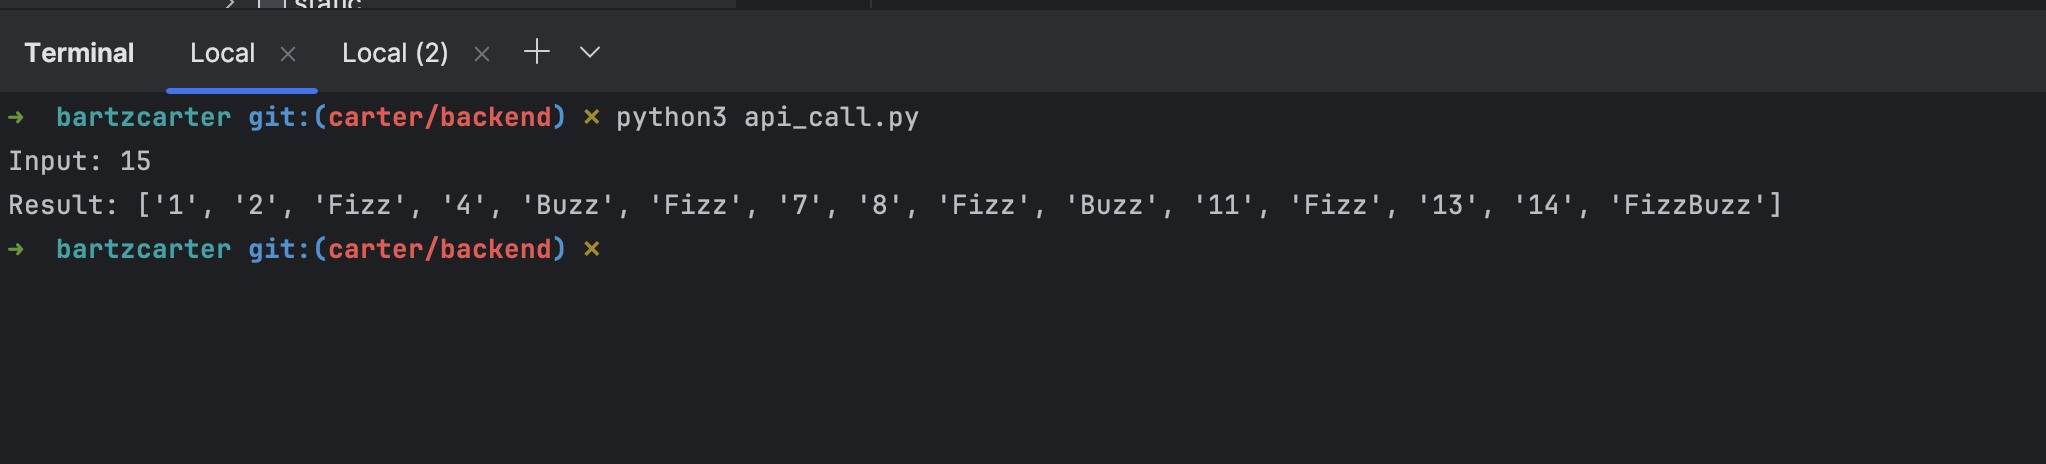 static
Terminal Local × Local (2) ×
→ bartzcarter git:(carter/backend) ✗ python3 api_call.py
Input: 15
Result: ['1', '2', 'Fizz', '4', 'Buzz', 'Fizz', '7', '8', 'Fizz', 'Buzz', '11', 'Fizz', '13', '14', 'FizzBuzz']
→ bartzcarter git:(carter/backend) ✗